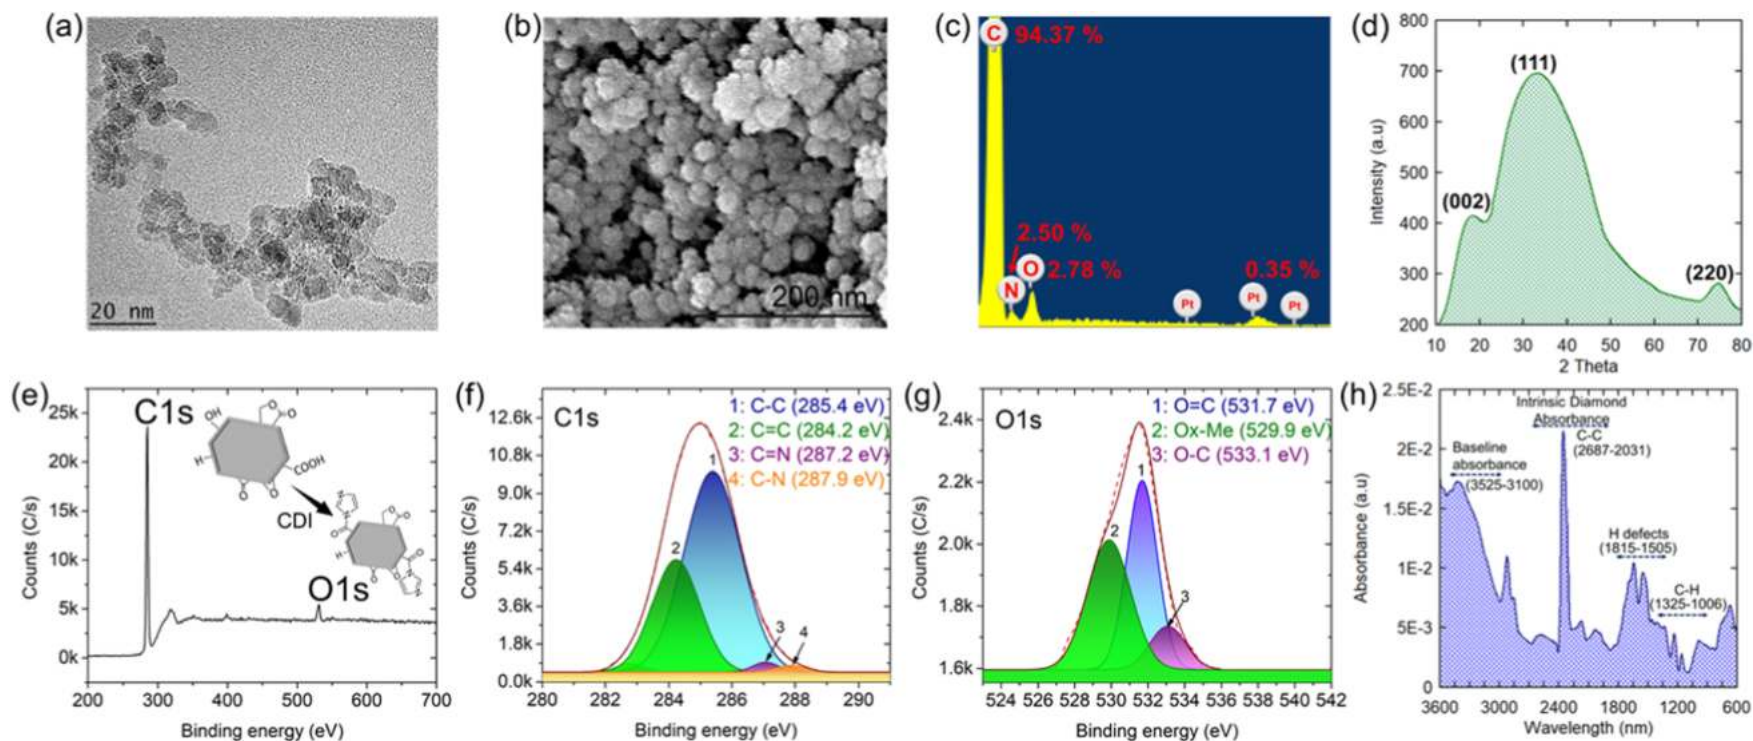 (a)
20 nm
(b)
200 nm
(c)
C 94.37 %
2.50 %
N
O 2.78 %
0.35 %
Pt
Pt
Pt
(d)
800
700
600
500
400
300
200
Intensity (a.u)
(002)
(111)
(220)
10 20 30 40 50 60 70 80
2 Theta
(e)
25k
20k
15k
10k
5k
0k
Counts (C/s)
C1s
OH
O
O
H
COOH
O
O
CDI
O1s
200 300 400 500 600 700
Binding energy (eV)
(f)
12.6k
10.8k
9.0k
7.2k
5.4k
3.6k
1.8k
0.0k
Counts (C/s)
C1s
1: C-C (285.4 eV)
2: C=C (284.2 eV)
3: C=N (287.2 eV)
4: C-N (287.9 eV)
1
2
3
4
280 282 284 286 288 290
Binding energy (eV)
(g)
2.4k
2.2k
2.0k
1.8k
1.6k
Counts (C/s)
O1s
1: O=C (531.7 eV)
2: Ox-Me (529.9 eV)
3: O-C (533.1 eV)
1
2
3
524 526 528 530 532 534 536 538 540 542
Binding energy (eV)
(h)
2.5E-2
2E-2
1.5E-2
1E-2
5E-3
0
Absorbance (a.u)
Intrinsic Diamond
Absorbance
C-C
(2687-2031)
Baseline
absorbance
(3525-3100)
H defects
(1815-1505)
C-H
(1325-1006)
3600 3000 2400 1800 1200 600
Wavelength (nm)